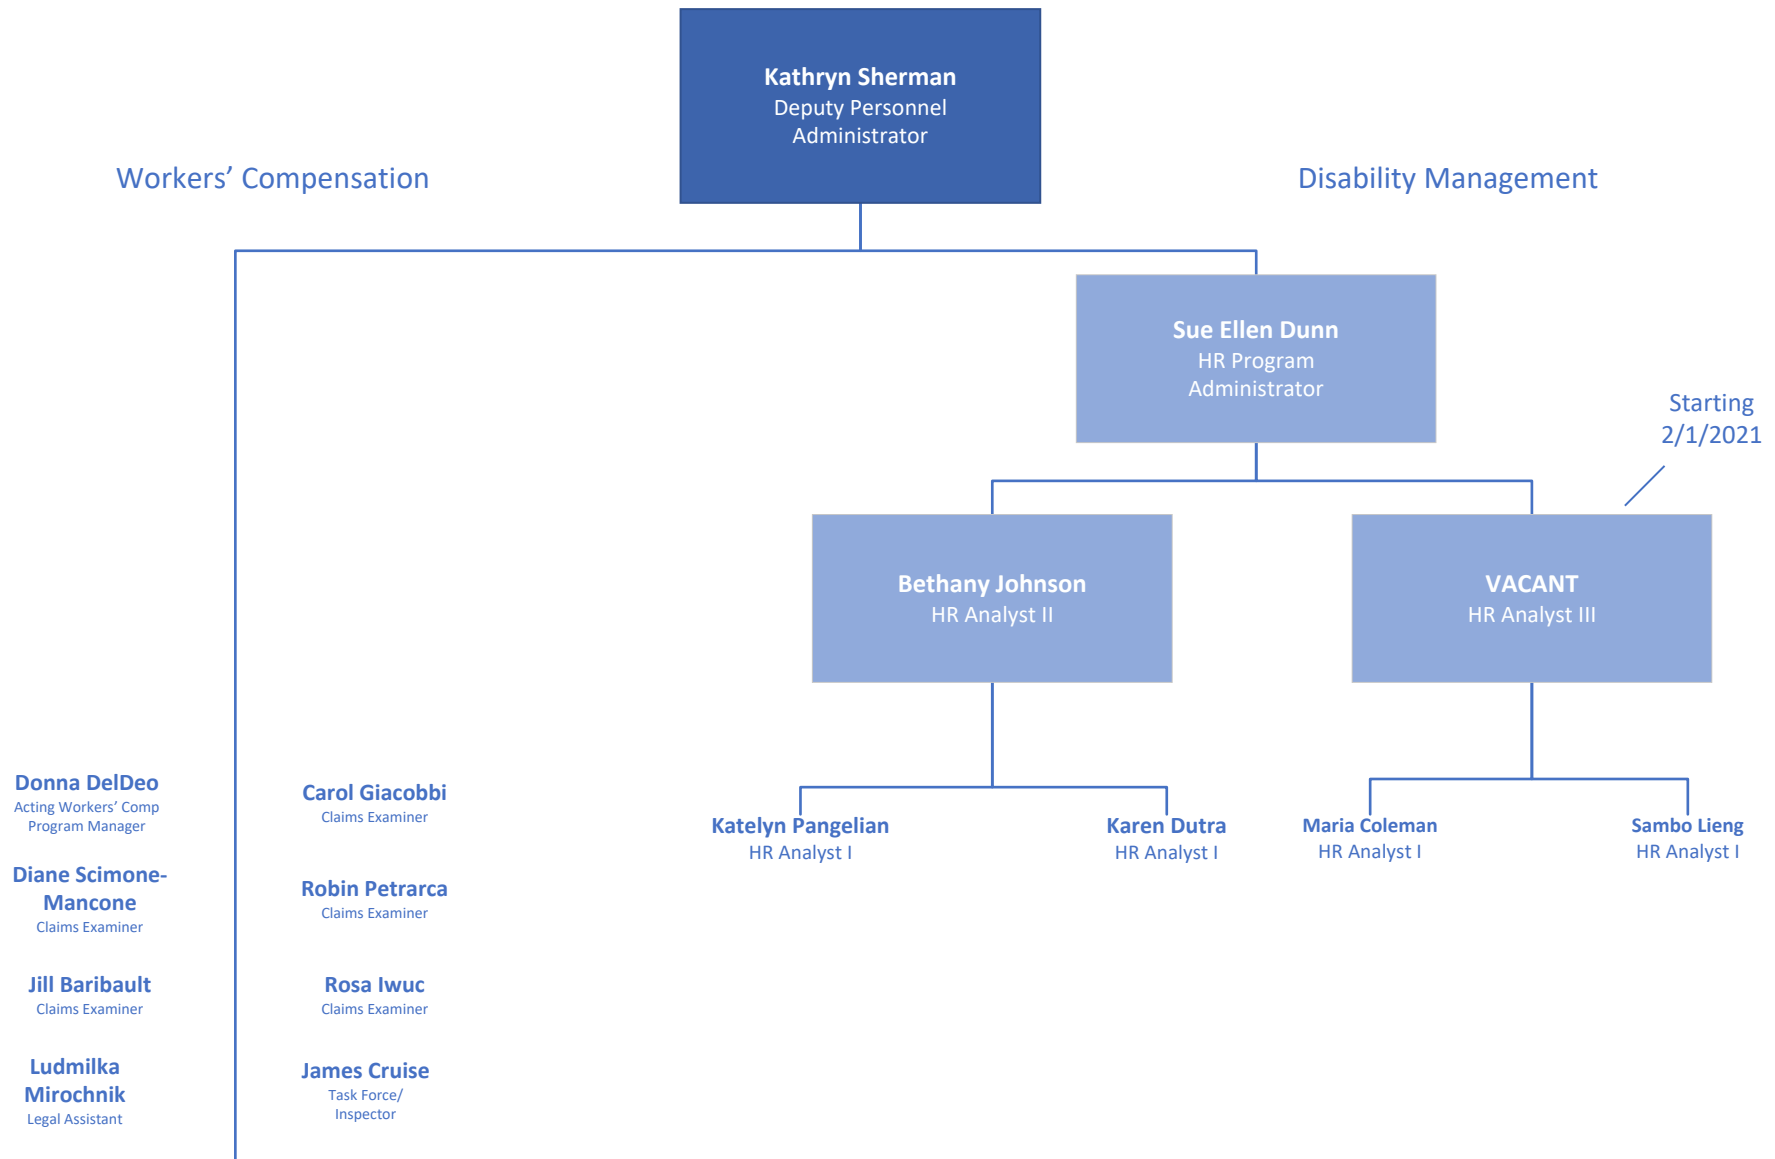 Kathryn Sherman
Deputy Personnel
Administrator
Workers’ Compensation
Disability Management
Sue Ellen Dunn
HR Program
Administrator
Starting
2/1/2021
Bethany Johnson
HR Analyst II
VACANT
HR Analyst III
Donna DelDeo
Acting Workers’ Comp
Program Manager
Carol Giacobbi
Claims Examiner
Diane Scimone-
Mancone
Claims Examiner
Robin Petrarca
Claims Examiner
Jill Baribault
Claims Examiner
Rosa Iwuc
Claims Examiner
Ludmilka
Mirochnik
Legal Assistant
James Cruise
Task Force/
Inspector
Katelyn Pangelian
HR Analyst I
Karen Dutra
HR Analyst I
Maria Coleman
HR Analyst I
Sambo Lieng
HR Analyst I